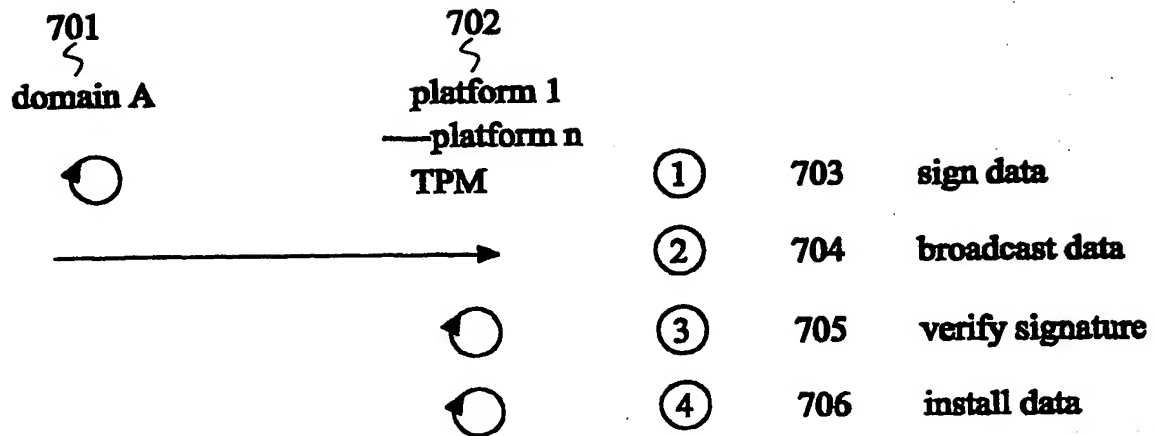 701 702
domain A platform 1
platform n
TPM 1 703 sign data
2 704 broadcast data
3 705 verify signature
4 706 install data